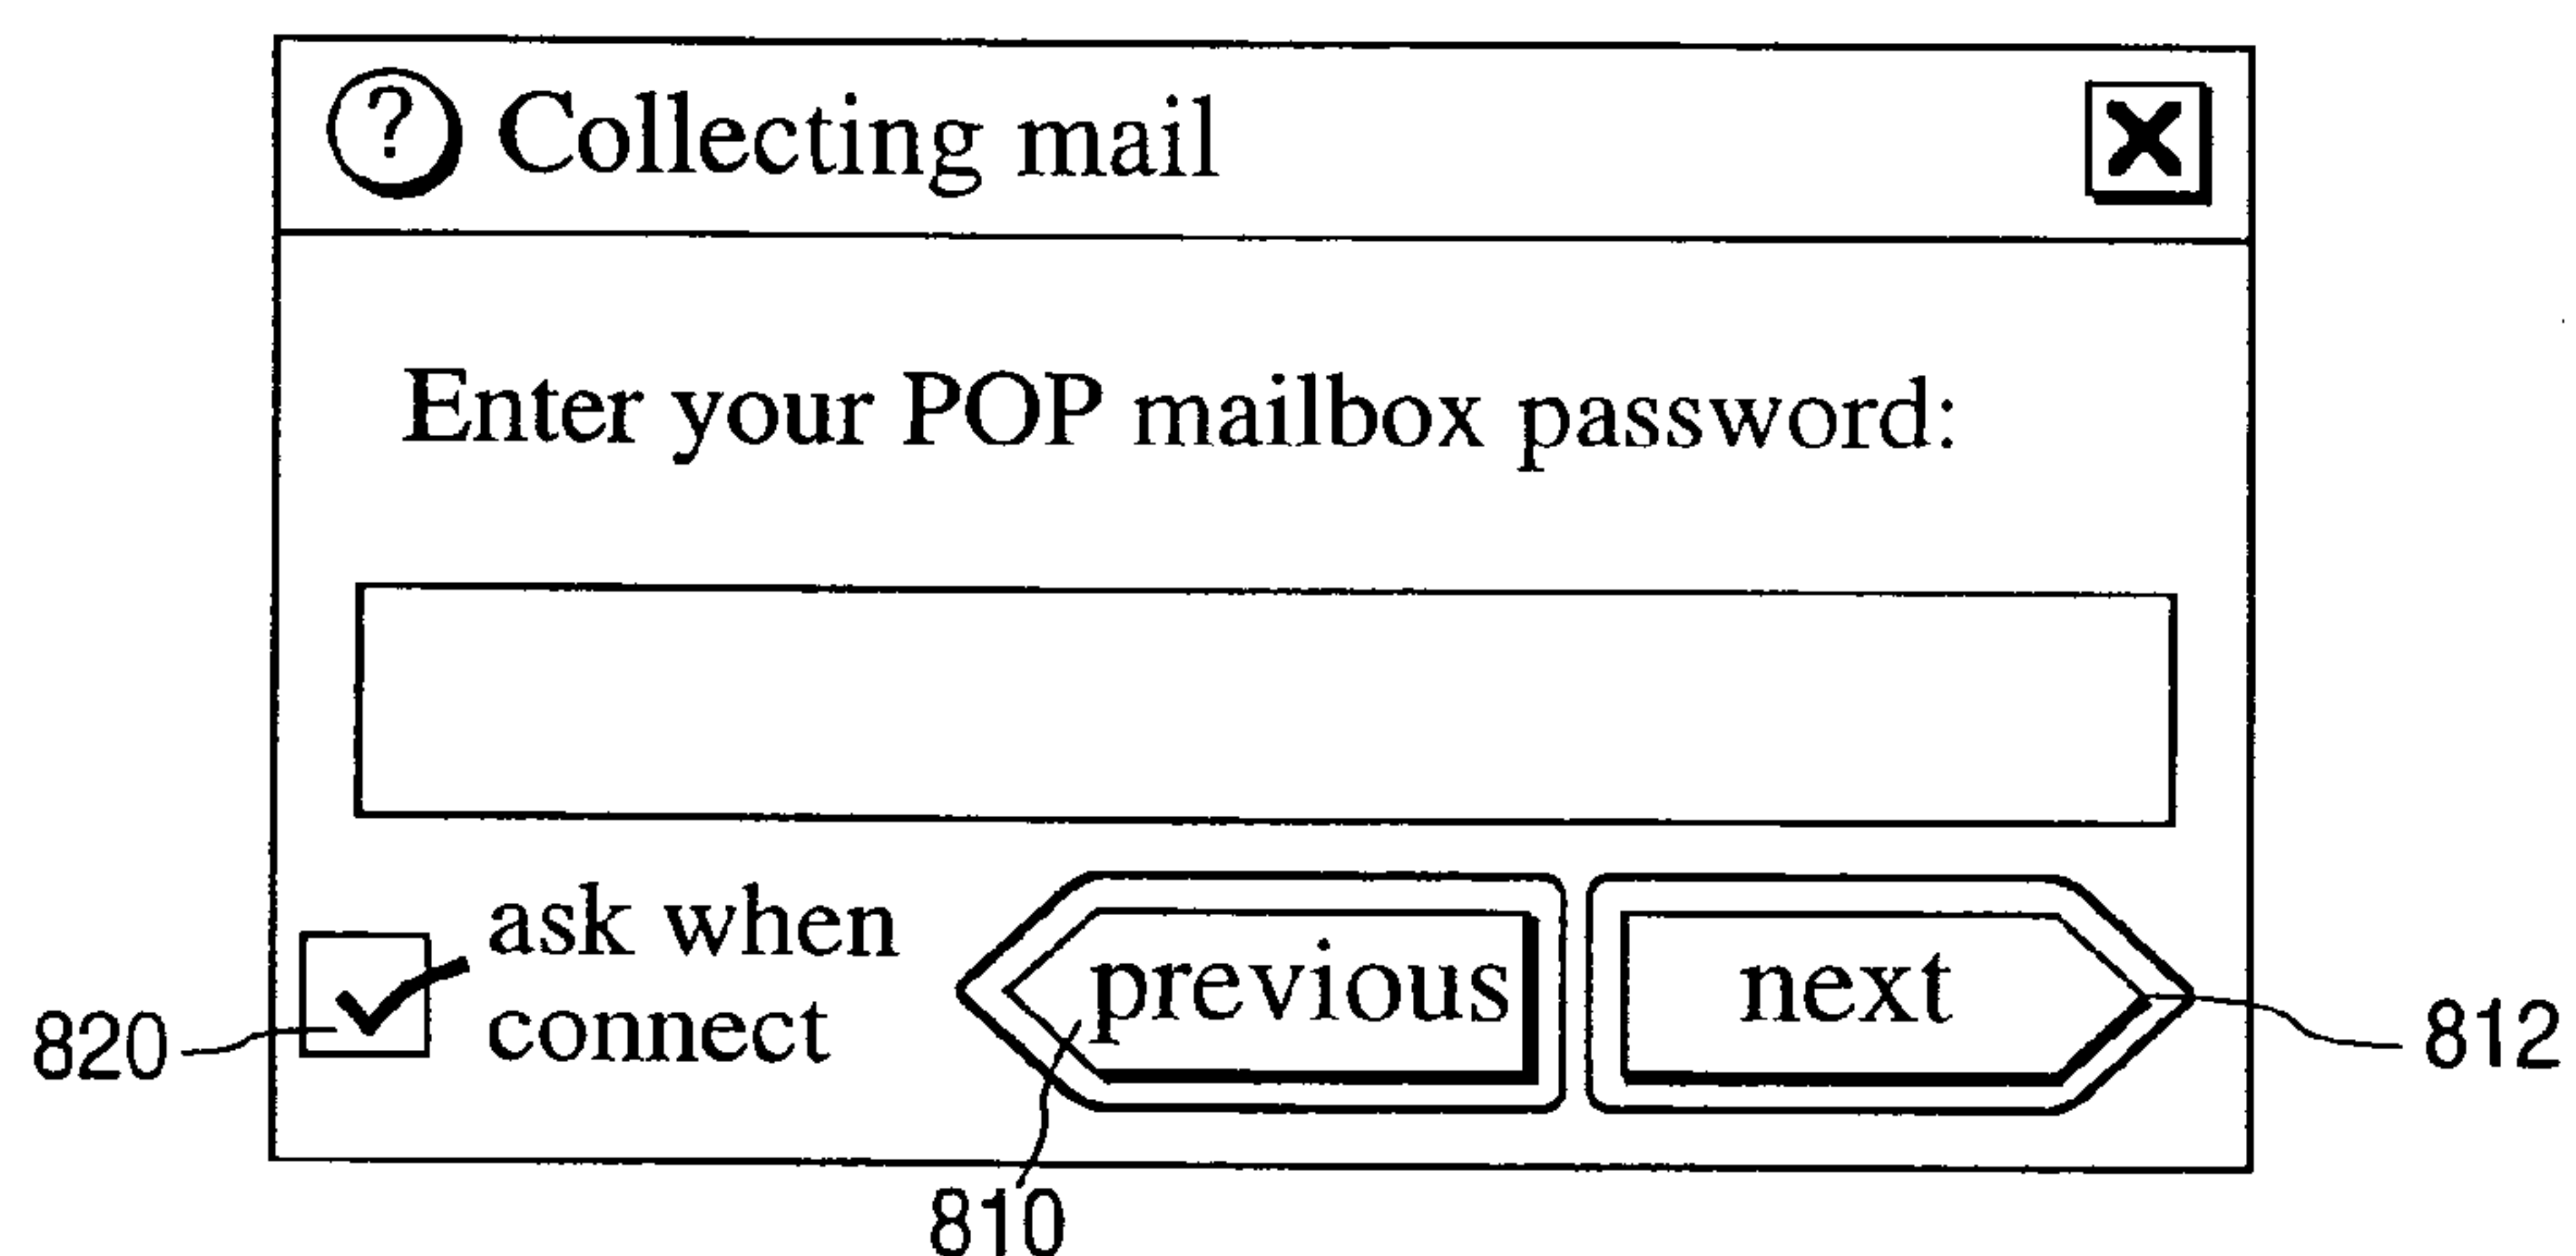 ? Collecting mail X
Enter your POP mailbox password:
ask when
connect
previous
next
820
812
810